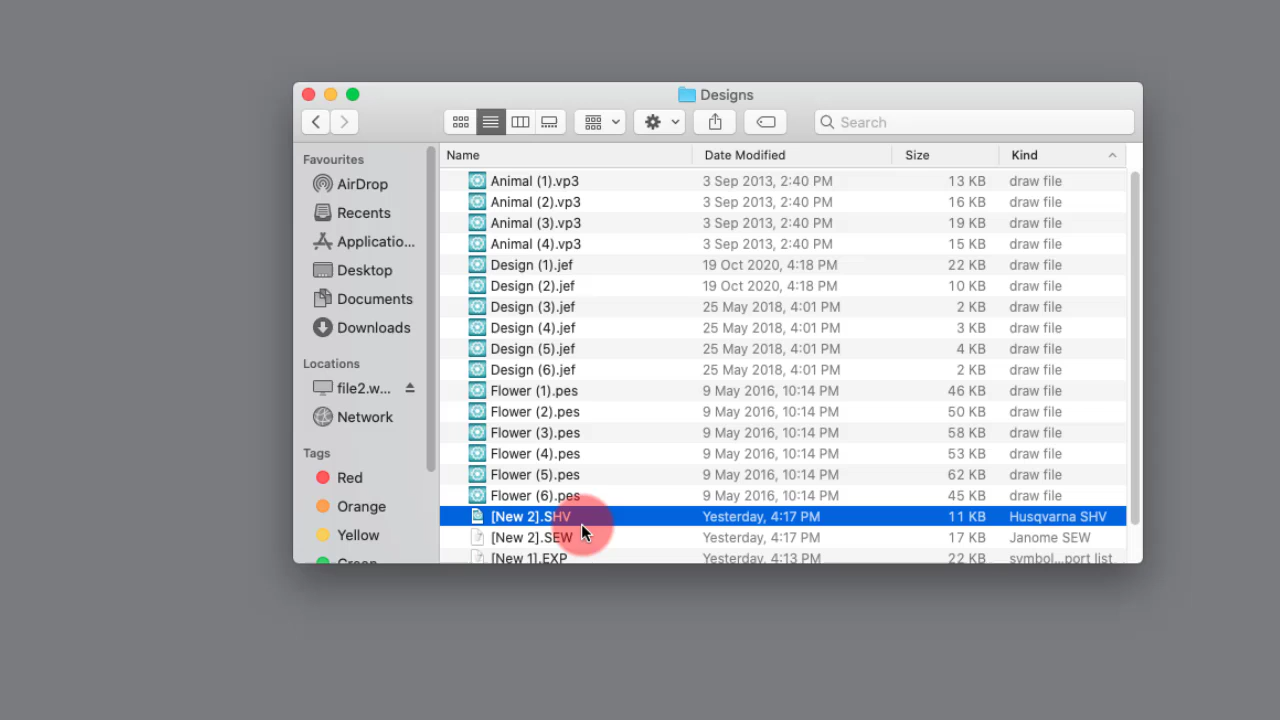 Designs
Search
Favourites
AirDrop
Recents
Applicatio...
Desktop
Documents
Downloads
Locations
file2.w...
Network
Tags
Red
Orange
Yellow
Green
Name Date Modified Size Kind
Animal (1).vp3 3 Sep 2013, 2:40 PM 13 KB draw file
Animal (2).vp3 3 Sep 2013, 2:40 PM 16 KB draw file
Animal (3).vp3 3 Sep 2013, 2:40 PM 19 KB draw file
Animal (4).vp3 3 Sep 2013, 2:40 PM 15 KB draw file
Design (1).jef 19 Oct 2020, 4:18 PM 22 KB draw file
Design (2).jef 19 Oct 2020, 4:18 PM 10 KB draw file
Design (3).jef 25 May 2018, 4:01 PM 2 KB draw file
Design (4).jef 25 May 2018, 4:01 PM 3 KB draw file
Design (5).jef 25 May 2018, 4:01 PM 4 KB draw file
Design (6).jef 25 May 2018, 4:01 PM 2 KB draw file
Flower (1).pes 9 May 2016, 10:14 PM 46 KB draw file
Flower (2).pes 9 May 2016, 10:14 PM 50 KB draw file
Flower (3).pes 9 May 2016, 10:14 PM 58 KB draw file
Flower (4).pes 9 May 2016, 10:14 PM 53 KB draw file
Flower (5).pes 9 May 2016, 10:14 PM 62 KB draw file
Flower (6).pes 9 May 2016, 10:14 PM 45 KB draw file
[New 2].SHV Yesterday, 4:17 PM 11 KB Husqvarna SHV
[New 2].SEW Yesterday, 4:17 PM 17 KB Janome SEW
[New 1].EXP Yesterday, 4:13 PM 22 KB symbol...port list